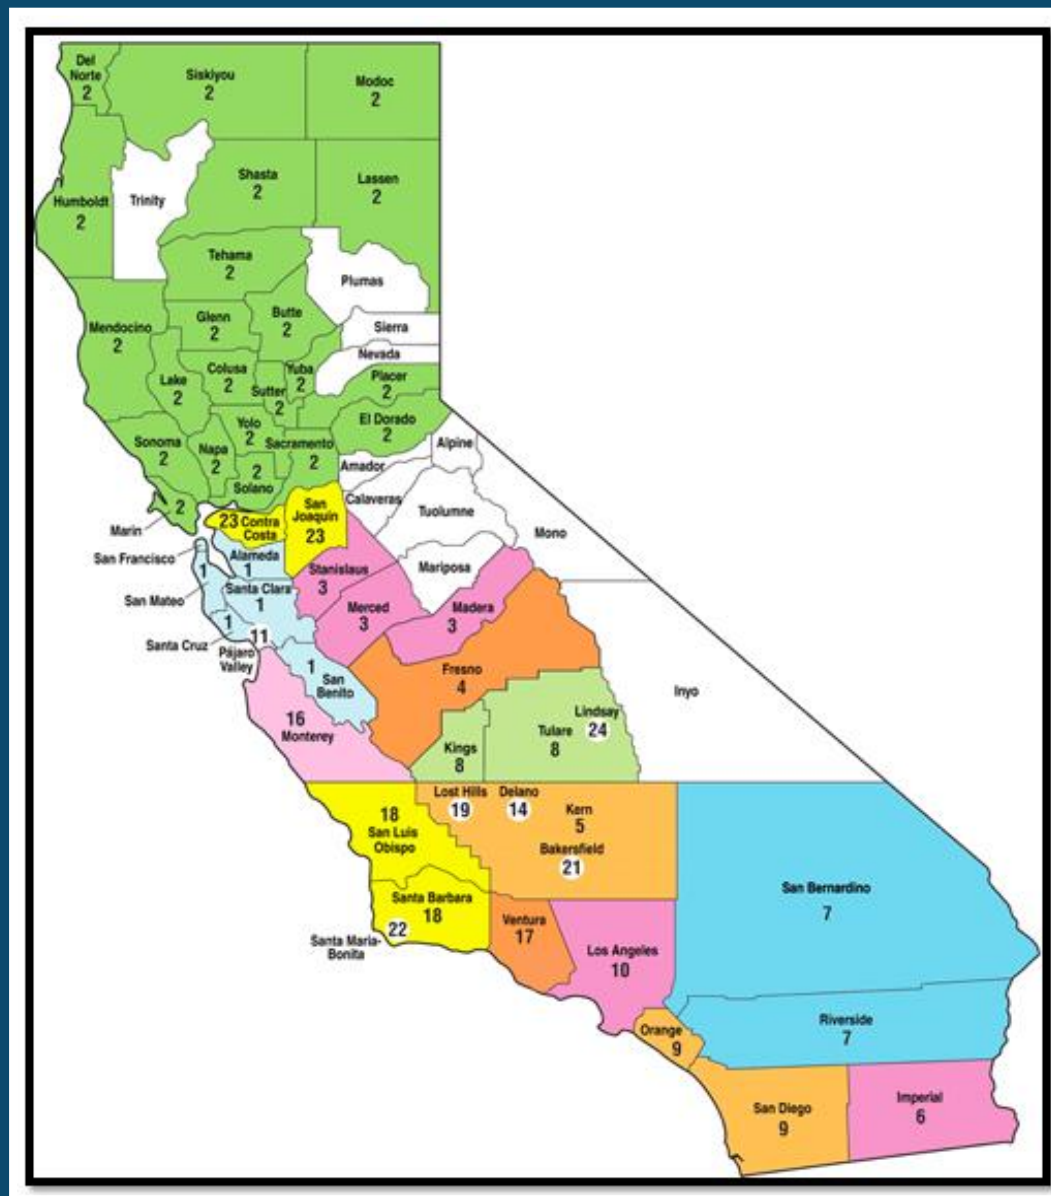 Del
Norte
2
Siskiyou
2
Modoc
2
Humboldt
2
Trinity
Shasta
2
Lassen
2
Tehama
2
Plumas
Mendocino
2
Glenn
2
Butte
2
Sierra
Nevada
Lake
2
Colusa
2
Sutter
2
Yuba
2
Placer
2
El Dorado
2
Sonoma
2
Napa
2
Yolo
2
Sacramento
2
2
Solano
Amador
Alpine
Calaveras
Tuolumne
Mono
2
Marin
23 Contra
Costa
San
Joaquin
23
San Francisco
Alameda
1
Stanislaus
3
Mariposa
1
San Mateo
Santa Clara
1
Merced
3
Madera
3
1
Santa Cruz
11
Pájaro
Valley
1
San
Benito
Fresno
4
Inyo
16
Monterey
Kings
8
Tulare
8
Lindsay
24
Lost Hills
19
Delano
14
Kern
5
Bakersfield
21
18
San Luis
Obispo
Santa Barbara
18
22
Santa Maria-
Bonita
Ventura
17
Los Angeles
10
San Bernardino
7
Riverside
7
Orange
9
San Diego
9
Imperial
6